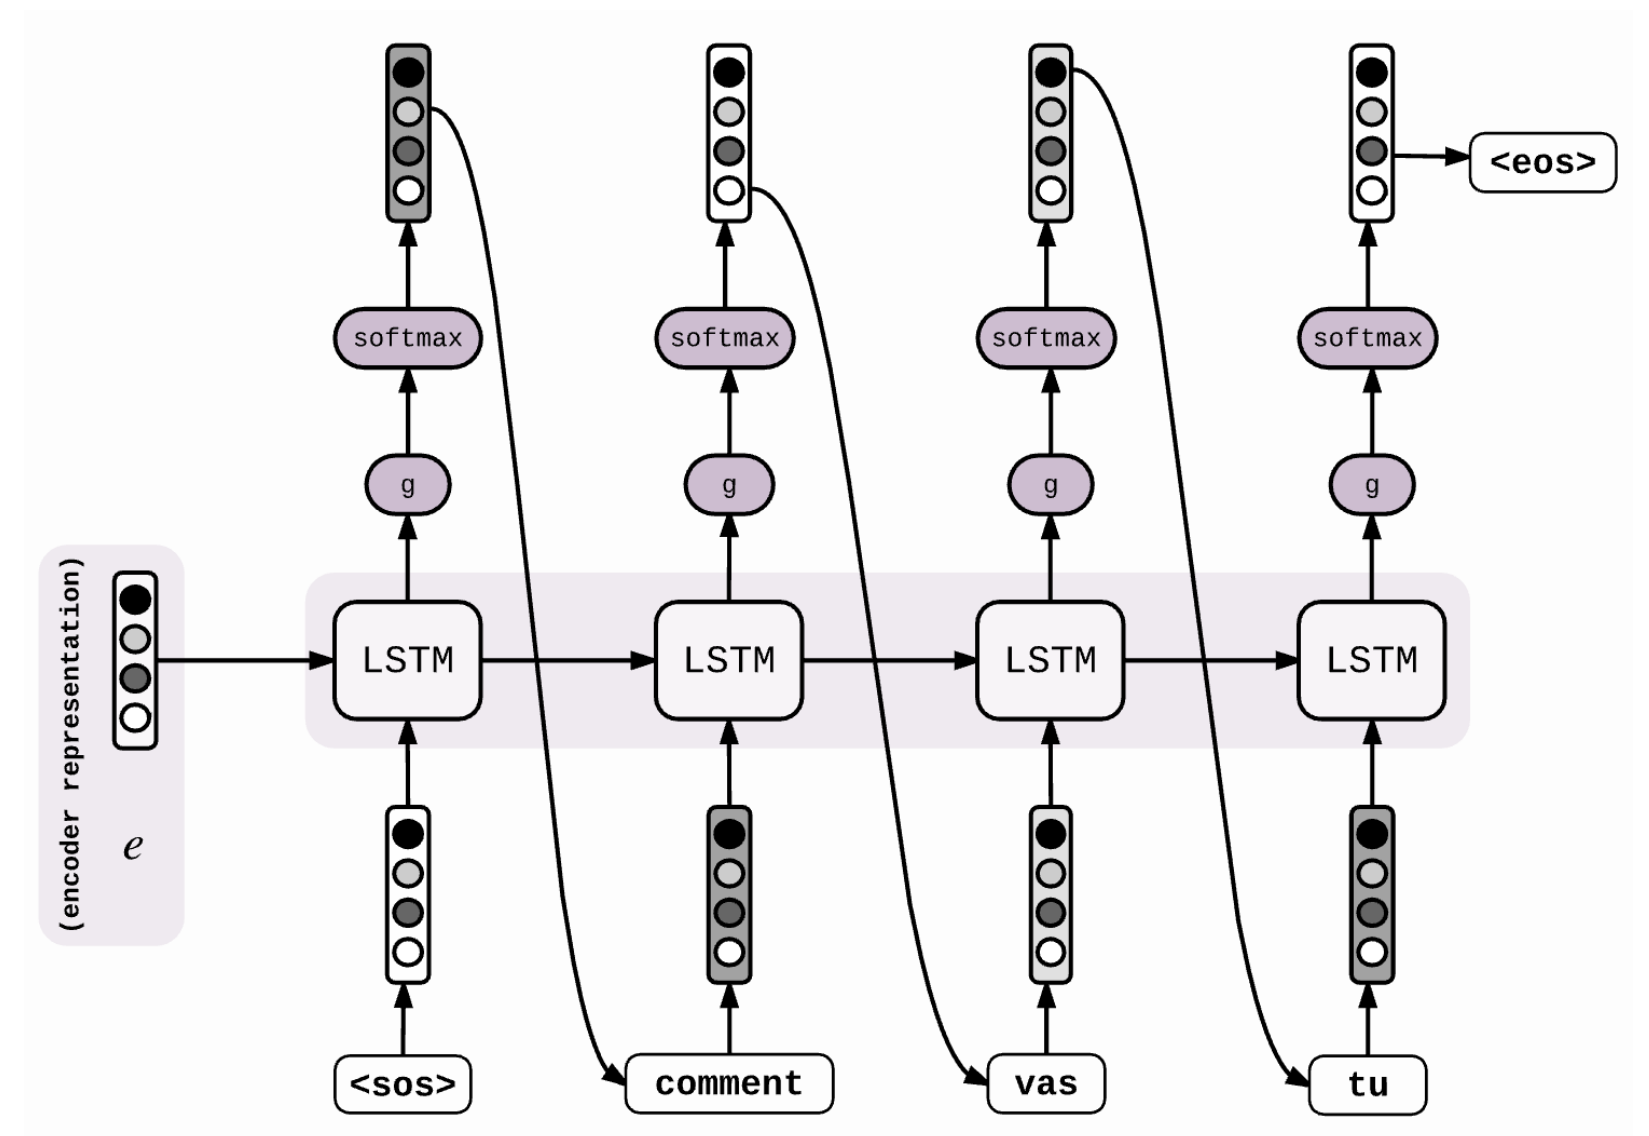 <eos>
softmax softmax softmax softmax
g g g g
(encoder representation)
LSTM LSTM LSTM LSTM
e
<sos> comment vas tu